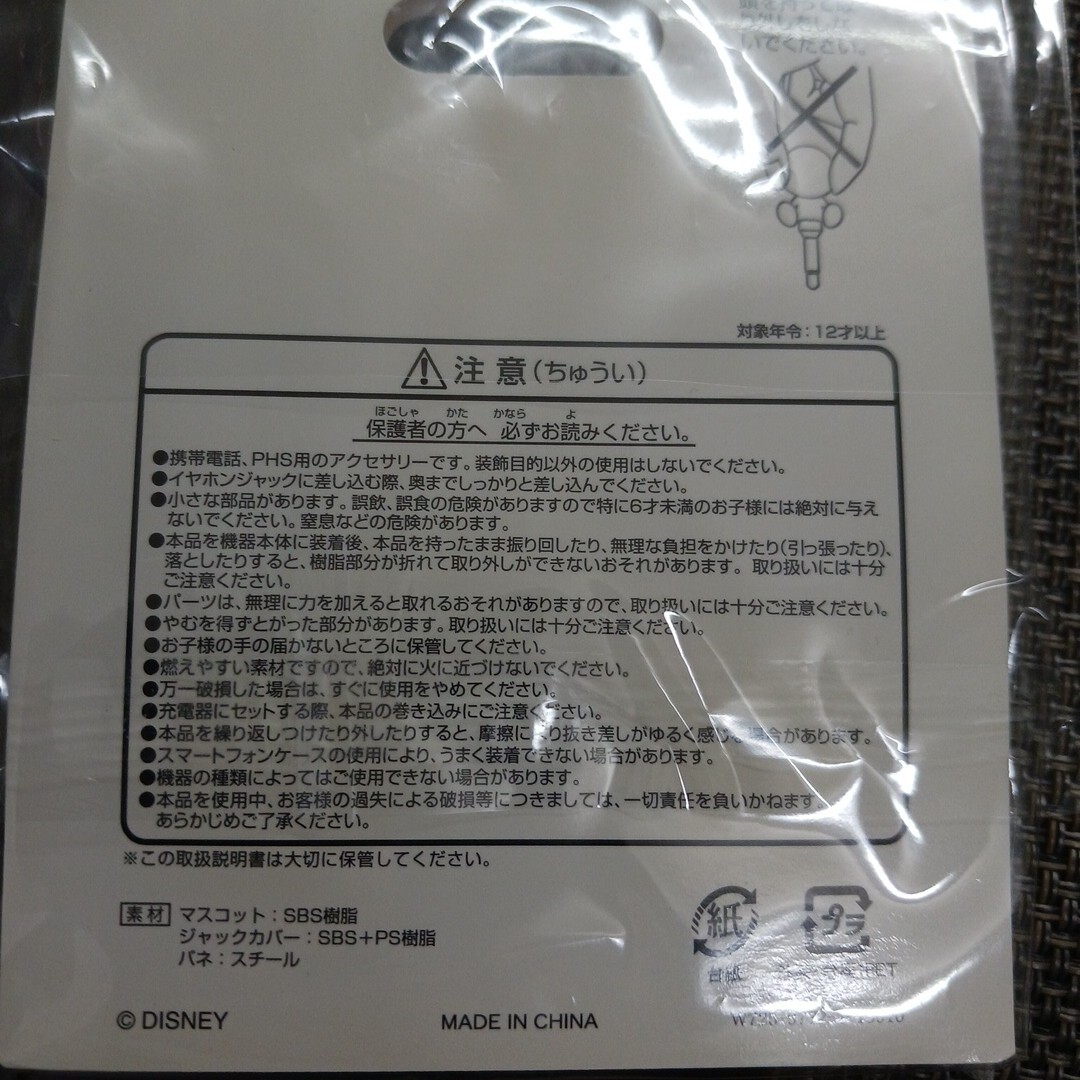 いでください。
対象年令：12才以上
注意（ちゅうい）
ほごしゃ かた かなら よ
保護者の方へ 必ずお読みください。
●携帯電話、PHS用のアクセサリーです。装飾目的以外の使用はしないでください。
●イヤホンジャックに差し込む際、奥までしっかりと差し込んでください。
●小さな部品があります。誤飲、誤食の危険がありますので特に6才未満のお子様には絶対に与え
ないでください。窒息などの危険があります。
●本品を機器本体に装着後、本品を持ったまま振り回したり、無理な負担をかけたり（引っ張ったり）、
落としたりすると、樹脂部分が折れて取り外しができないおそれがあります。取り扱いには十分
ご注意ください。
●パーツは、無理に力を加えると取れるおそれがありますので、取り扱いには十分ご注意ください。
●やむを得ずとがった部分があります。取り扱いには十分ご注意ください。
●お子様の手の届かないところに保管してください。
●燃えやすい素材ですので、絶対に火に近づけないでください。
●万一破損した場合は、すぐに使用をやめてください。
●充電器にセットする際、本品の巻き込みにご注意ください。
●本品を繰り返しつけたり外したりすると、摩擦により抜き差しがゆるく感じる場合があります。
●スマートフォンケースの使用により、うまく装着できない場合があります。
●機器の種類によってはご使用できない場合があります。
●本品を使用中、お客様の過失による破損等につきましては、一切責任を負いかねます。
あらかじめご了承ください。
※この取扱説明書は大切に保管してください。
素材 マスコット：SBS樹脂
ジャックカバー：SBS＋PS樹脂
バネ：スチール
紙 プラ
台紙 PET
© DISNEY MADE IN CHINA